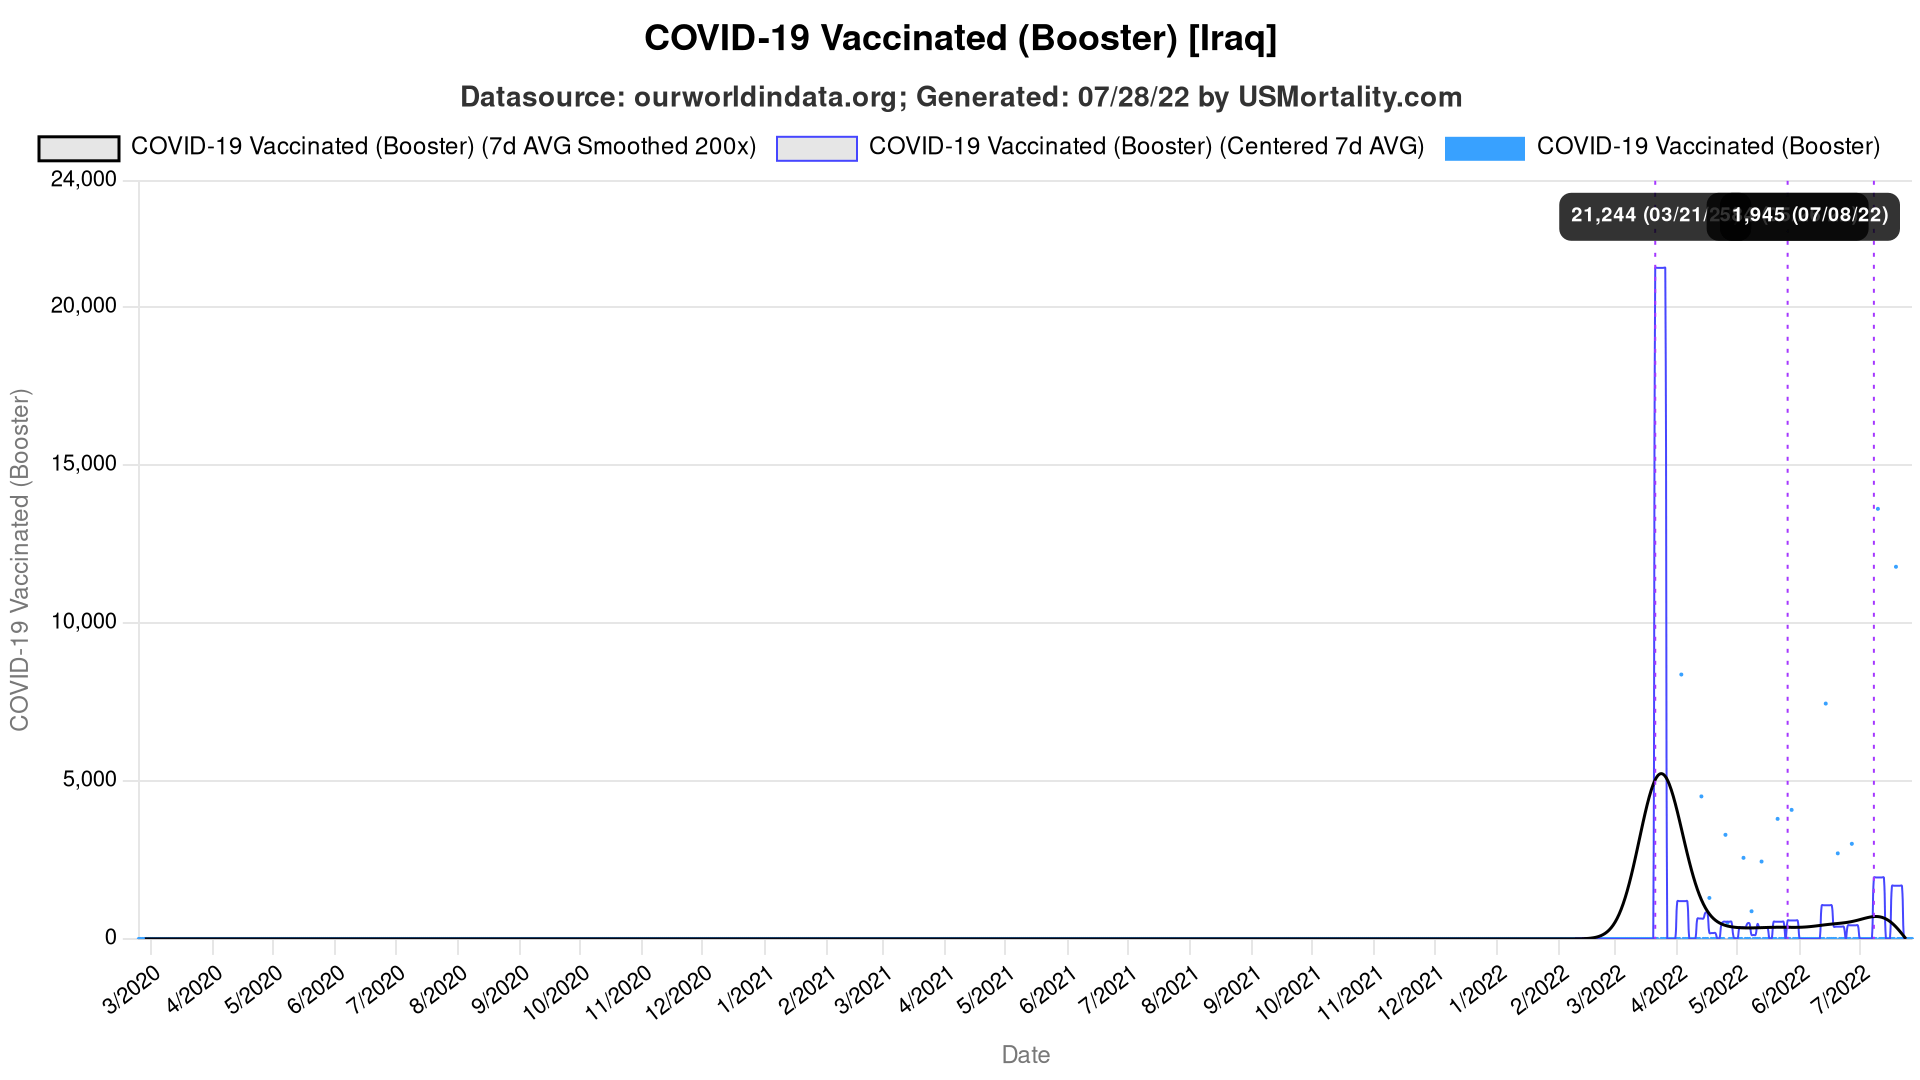 COVID-19 Vaccinated (Booster) [Iraq]
Datasource: ourworldindata.org; Generated: 07/28/22 by USMortality.com
COVID-19 Vaccinated (Booster) (7d AVG Smoothed 200x) COVID-19 Vaccinated (Booster) (Centered 7d AVG) COVID-19 Vaccinated (Booster)
24,000
21,244 (03/21/ 1,945 (07/08/22)
20,000
15,000
10,000
5,000
0
COVID-19 Vaccinated (Booster)
3/2020 4/2020 5/2020 6/2020 7/2020 8/2020 9/2020 10/2020 11/2020 12/2020 1/2021 2/2021 3/2021 4/2021 5/2021 6/2021 7/2021 8/2021 9/2021 10/2021 11/2021 12/2021 1/2022 2/2022 3/2022 4/2022 5/2022 6/2022 7/2022
Date